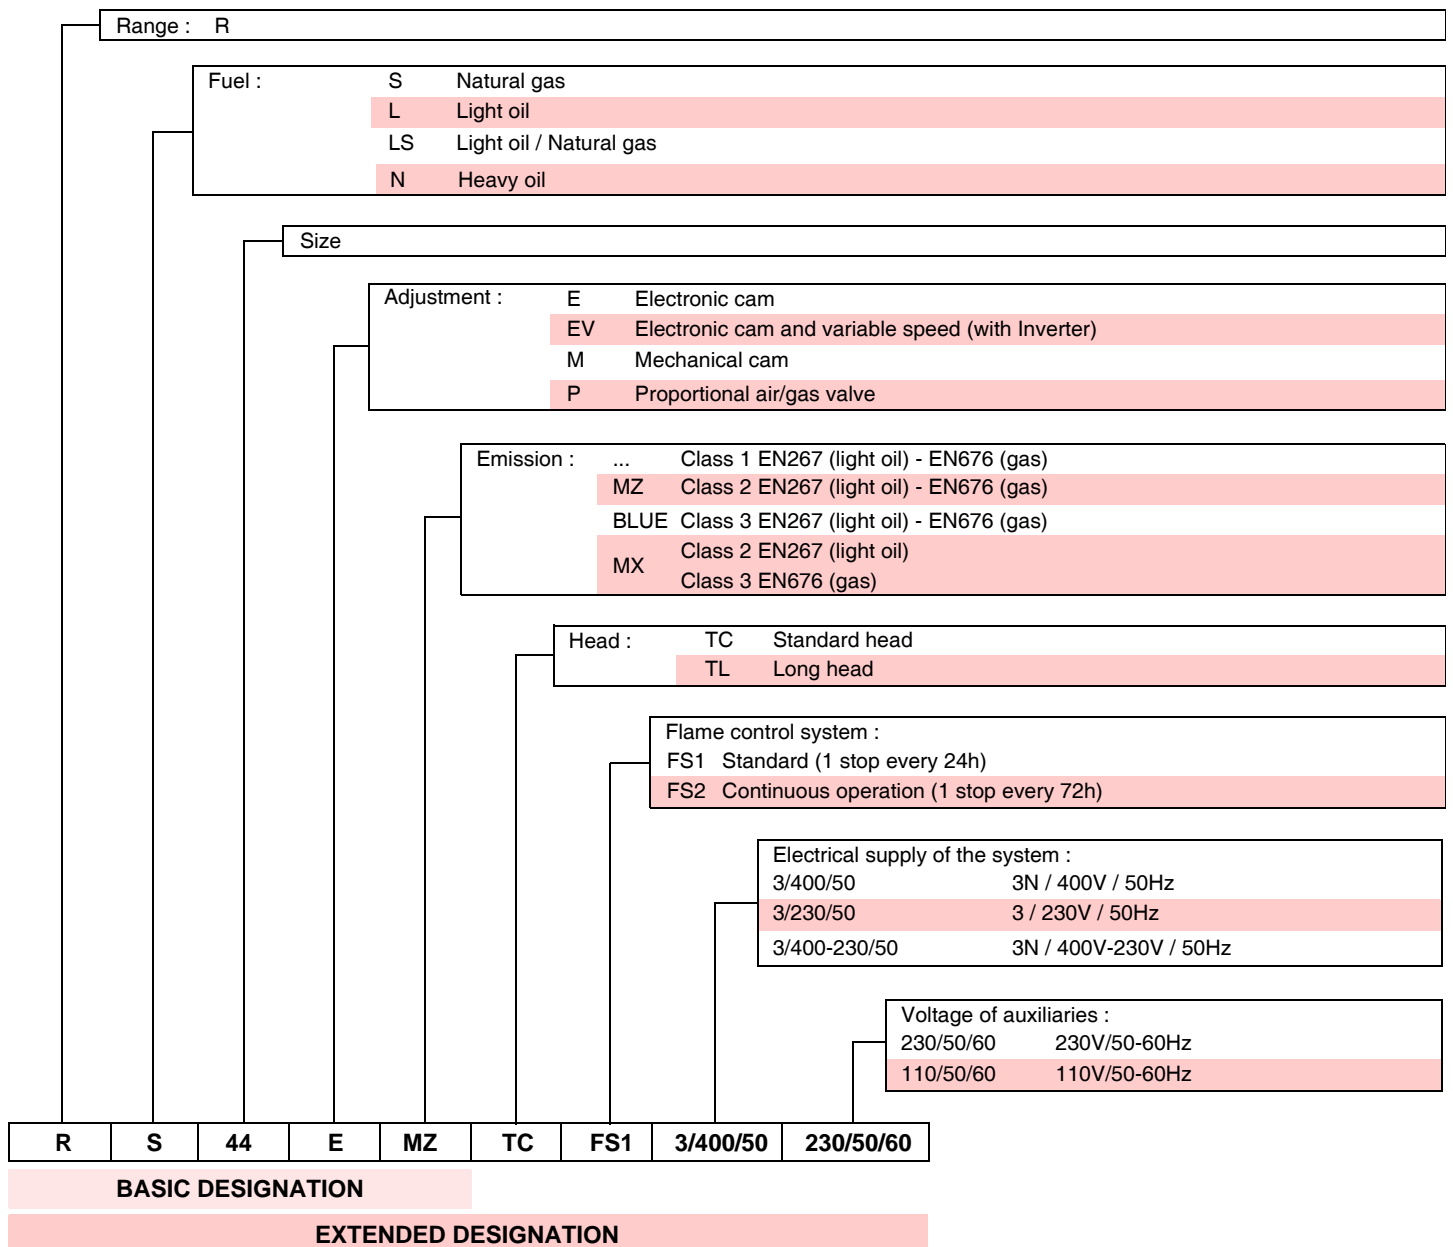 Range : R
Fuel : S Natural gas
L Light oil
LS Light oil / Natural gas
N Heavy oil
Size
Adjustment : E Electronic cam
EV Electronic cam and variable speed (with Inverter)
M Mechanical cam
P Proportional air/gas valve
Emission : ... Class 1 EN267 (light oil) - EN676 (gas)
MZ Class 2 EN267 (light oil) - EN676 (gas)
BLUE Class 3 EN267 (light oil) - EN676 (gas)
MX Class 2 EN267 (light oil)
Class 3 EN676 (gas)
Head : TC Standard head
TL Long head
Flame control system :
FS1 Standard (1 stop every 24h)
FS2 Continuous operation (1 stop every 72h)
Electrical supply of the system :
3/400/50 3N / 400V / 50Hz
3/230/50 3 / 230V / 50Hz
3/400-230/50 3N / 400V-230V / 50Hz
Voltage of auxiliaries :
230/50/60 230V/50-60Hz
110/50/60 110V/50-60Hz
R S 44 E MZ TC FS1 3/400/50 230/50/60
BASIC DESIGNATION
EXTENDED DESIGNATION